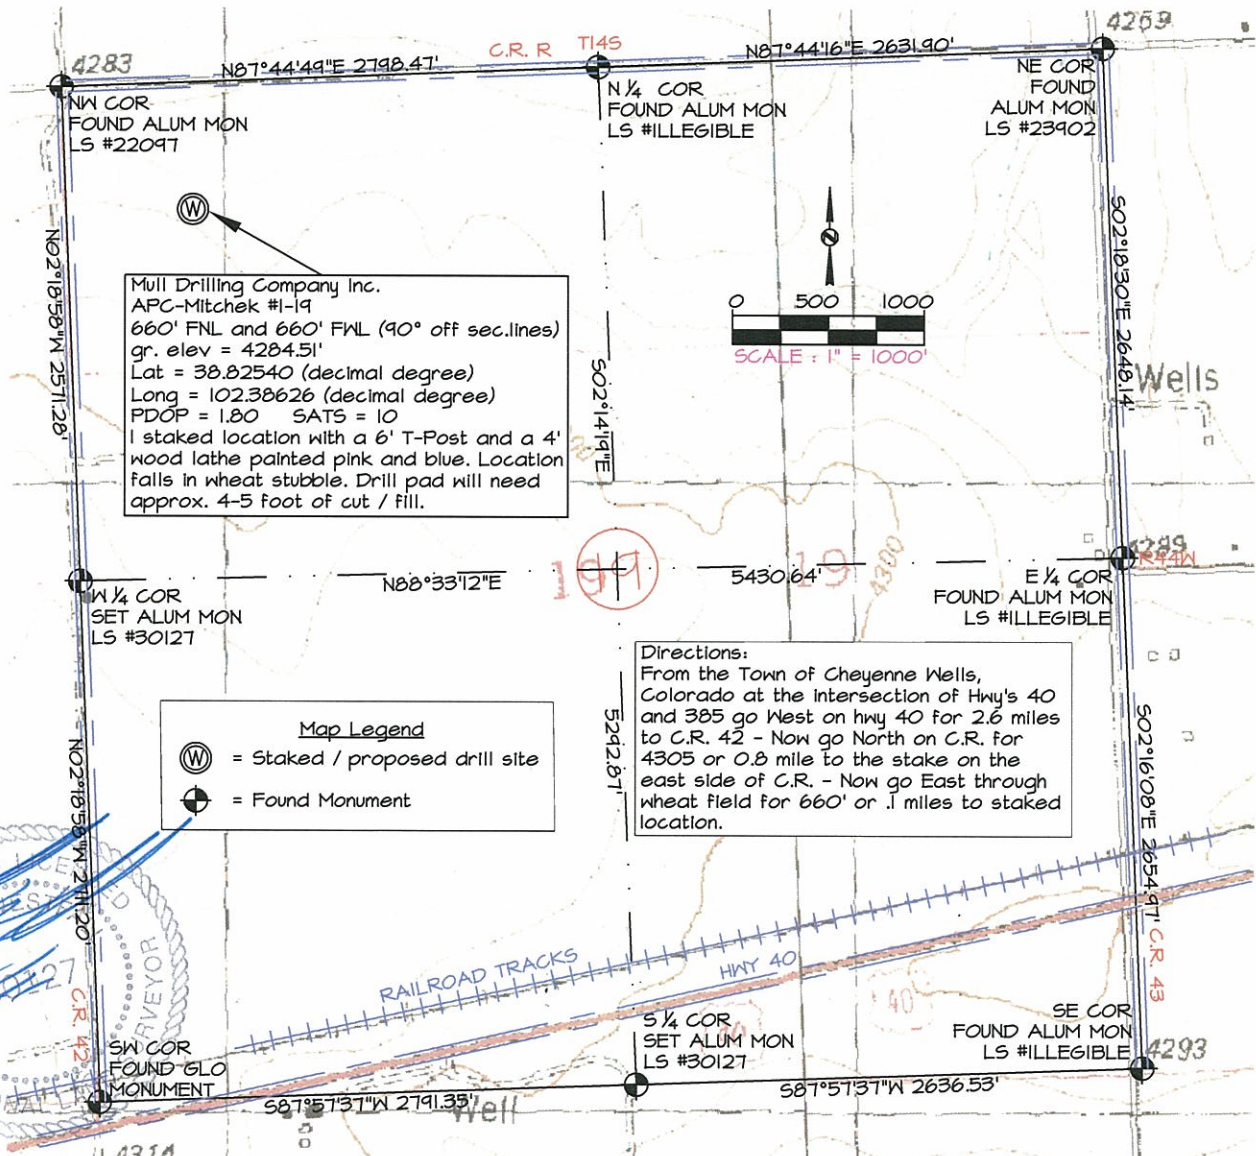 4283
4259
N87°44'49"E 2798.47'
C.R. R T14S
N87°44'16"E 2631.90'
NW COR
FOUND ALUM MON
LS #22097
N ¼ COR
FOUND ALUM MON
LS #ILLEGIBLE
NE COR
FOUND
ALUM MON
LS #23902
W
N02°18'58"W 2571.28'
Mull Drilling Company Inc.
APC-Mitchek #1-19
660' FNL and 660' FWL (90° off sec.lines)
gr. elev = 4284.51'
Lat = 38.82540 (decimal degree)
Long = 102.38626 (decimal degree)
PDOP = 1.80 SATS = 10
I staked location with a 6' T-Post and a 4'
wood lathe painted pink and blue. Location
falls in wheat stubble. Drill pad will need
approx. 4-5 foot of cut / fill.
S02°14'19"E
N
0 500 1000
SCALE : 1" = 1000'
S02°18'30"E 2648.14'
Wells
W ¼ COR
SET ALUM MON
LS #30127
N88°33'12"E
19
5430.64'
19
4300
4289
R44W
E ¼ COR
FOUND ALUM MON
LS #ILLEGIBLE
Map Legend
W = Staked / proposed drill site
= Found Monument
5292.87'
Directions:
From the Town of Cheyenne Wells,
Colorado at the intersection of Hwy's 40
and 385 go West on hwy 40 for 2.6 miles
to C.R. 42 - Now go North on C.R. for
4305 or 0.8 mile to the stake on the
east side of C.R. - Now go East through
wheat field for 660' or .1 miles to staked
location.
S02°16'08"E 2654.97'
N02°18'58"W 2711.20'
C.R. 42
C.R. 43
RAILROAD TRACKS
HWY 40
40
SW COR
FOUND GLO
MONUMENT
S ¼ COR
SET ALUM MON
LS #30127
SE COR
FOUND ALUM MON
LS #ILLEGIBLE
4293
S87°57'37"W 2791.35'
Well
S87°57'37"W 2636.53'